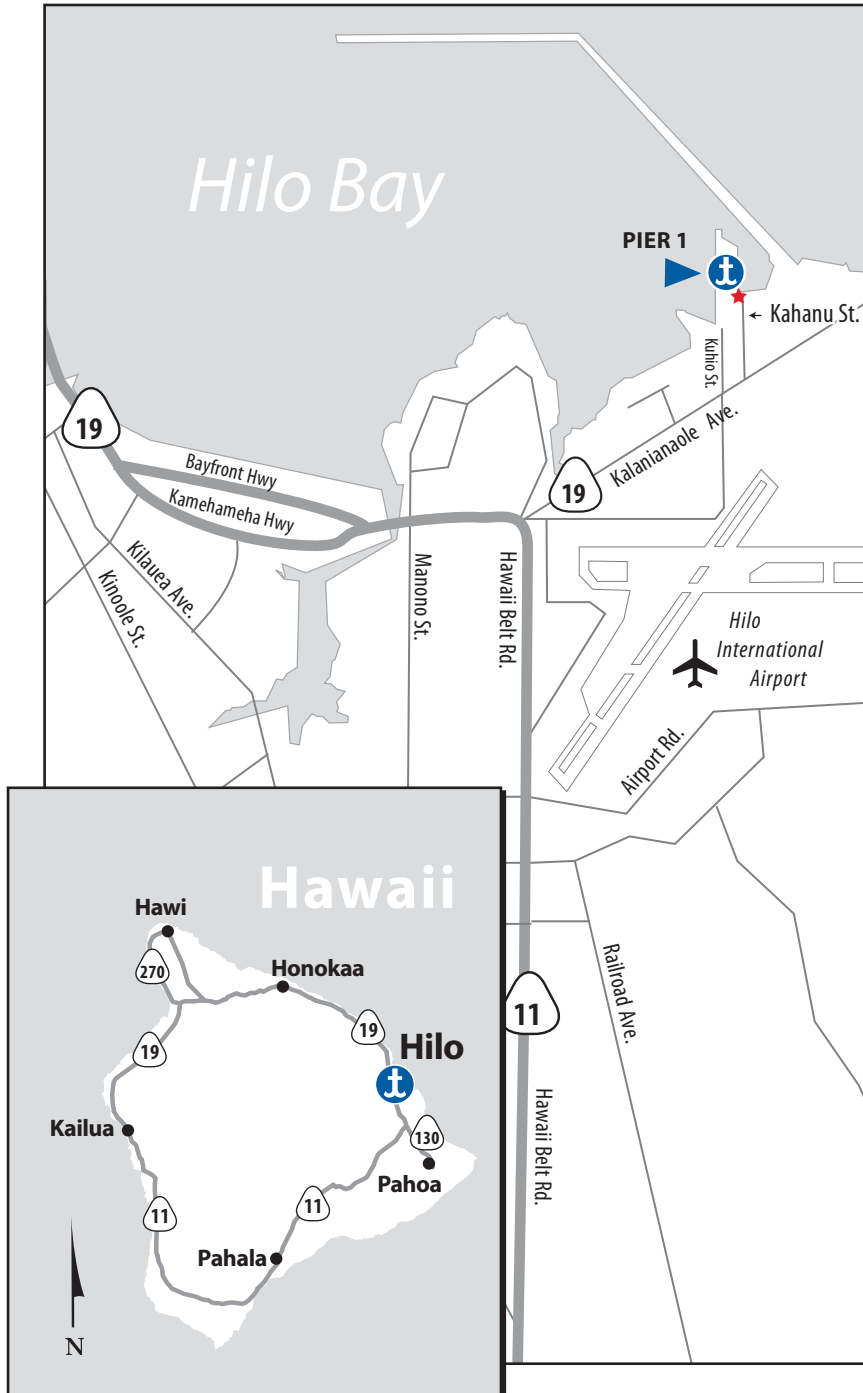 Hilo Bay
PIER 1
Kahanu St.
Kuhio St.
19
Kalanianaole Ave.
19
Bayfront Hwy
Kamehameha Hwy
Kilauea Ave.
Kinoole St.
Manono St.
Hawaii Belt Rd.
Hilo
International
Airport
Airport Rd.
Railroad Ave.
11
Hawaii Belt Rd.
Hawaii
Hawi
270
Honokaa
19
19
Hilo
Kailua
130
Pahoa
11
11
Pahala
N